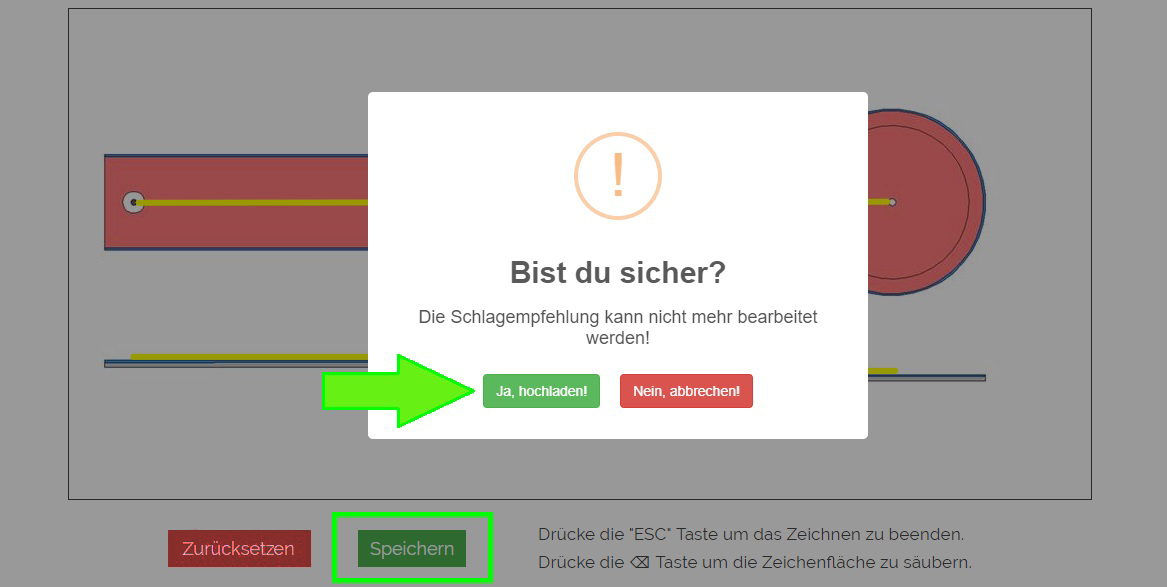 !
Bist du sicher?
Die Schlagempfehlung kann nicht mehr bearbeitet
werden!
Ja, hochladen!
Nein, abbrechen!
Zurücksetzen
Speichern
Drücke die "ESC" Taste um das Zeichnen zu beenden.
Drücke die ⌫ Taste um die Zeichenfläche zu säubern.